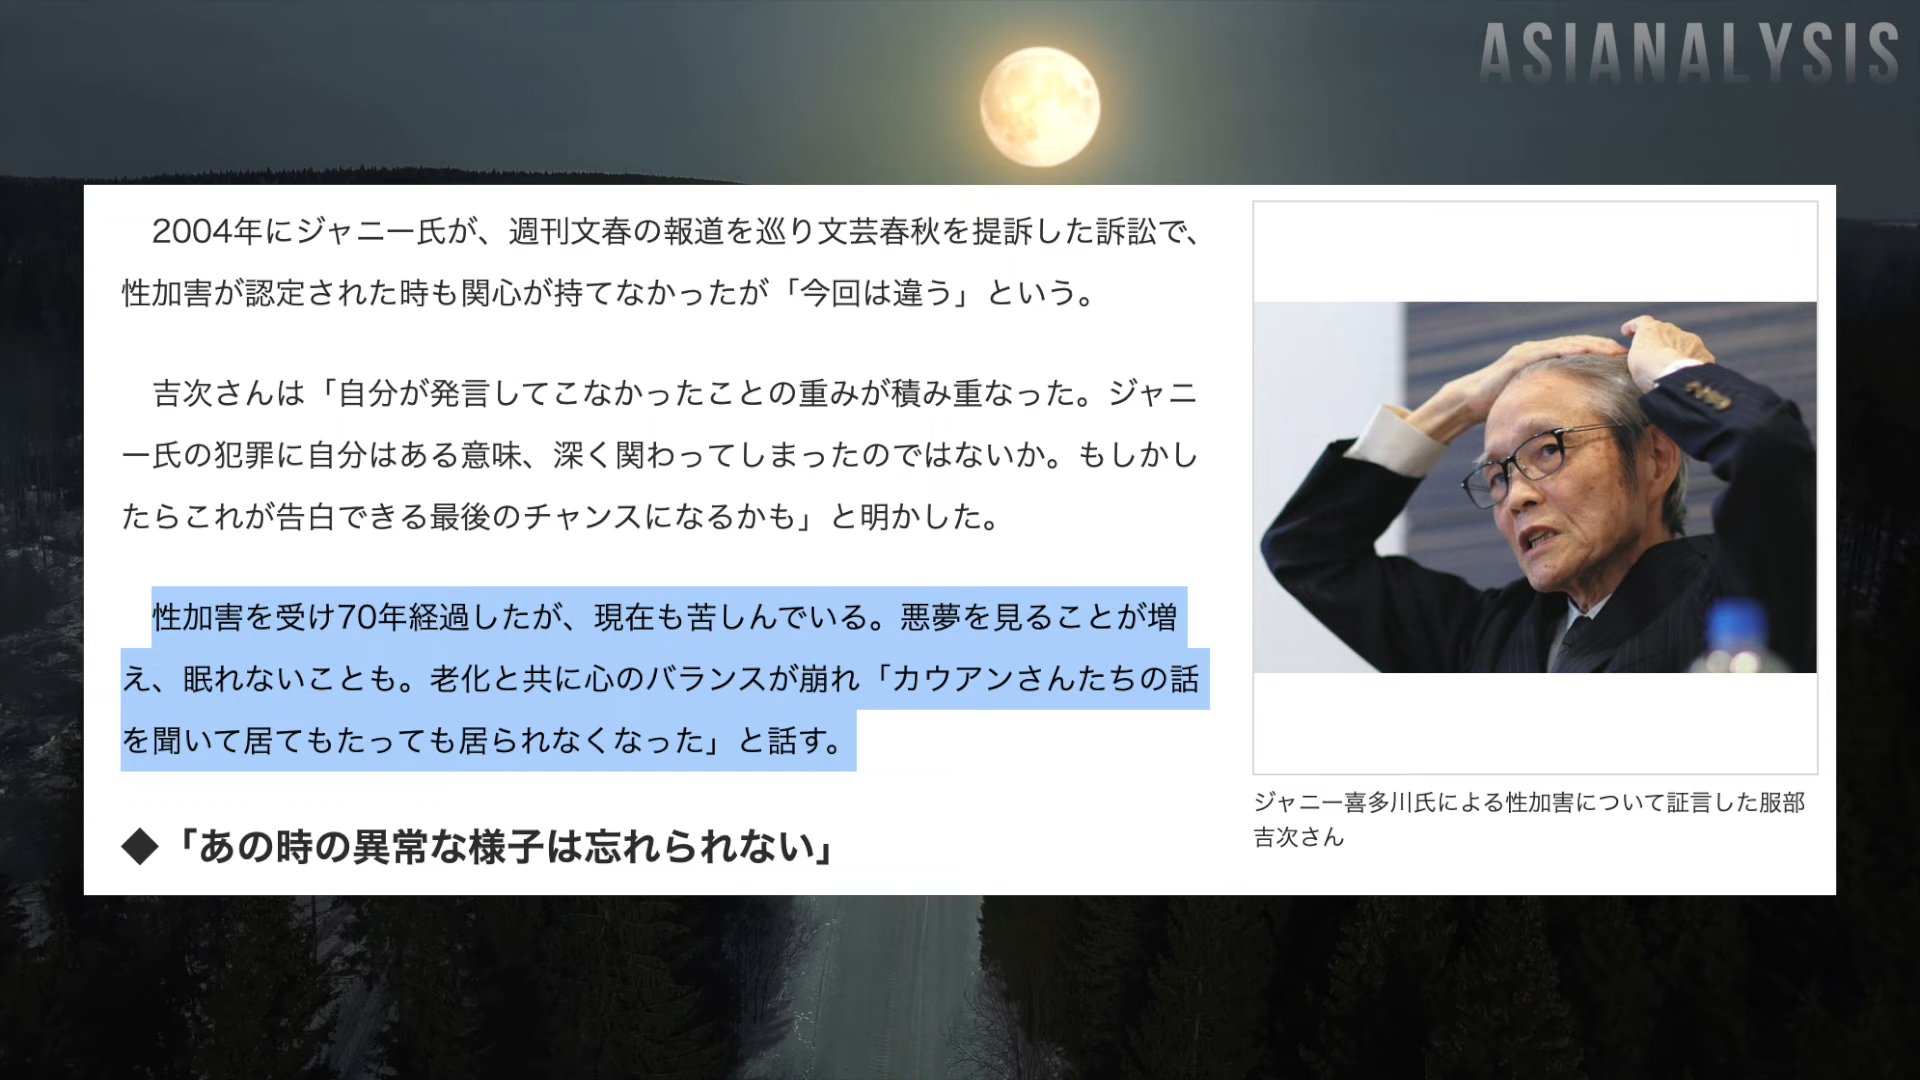 ASIANALYSIS
2004年にジャニー氏が、週刊文春の報道を巡り文芸春秋を提訴した訴訟で、
性加害が認定された時も関心が持てなかったが「今回は違う」という。
吉次さんは「自分が発言してこなかったことの重みが積み重なった。ジャニ
ー氏の犯罪に自分はある意味、深く関わってしまったのではないか。もしかし
たらこれが告白できる最後のチャンスになるかも」と明かした。
性加害を受け70年経過したが、現在も苦しんでいる。悪夢を見ることが増
え、眠れないことも。老化と共に心のバランスが崩れ「カウアンさんたちの話
を聞いて居てもたっても居られなくなった」と話す。
◆「あの時の異常な様子は忘れられない」
ジャニー喜多川氏による性加害について証言した服部
吉次さん